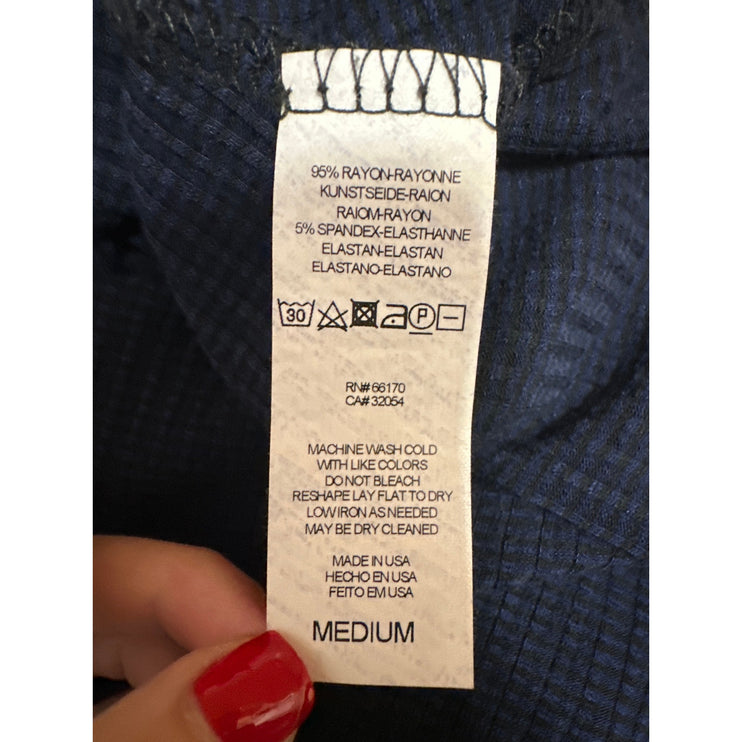 95% RAYON-RAYONNE
KUNSTSEIDE-RAION
RAIOM-RAYON
5% SPANDEX-ELASTHANNE
ELASTAN-ELASTAN
ELASTANO-ELASTANO
30 P
RN# 66170
CA# 32054
MACHINE WASH COLD
WITH LIKE COLORS
DO NOT BLEACH
RESHAPE LAY FLAT TO DRY
LOW IRON AS NEEDED
MAY BE DRY CLEANED
MADE IN USA
HECHO EN USA
FEITO EM USA
MEDIUM